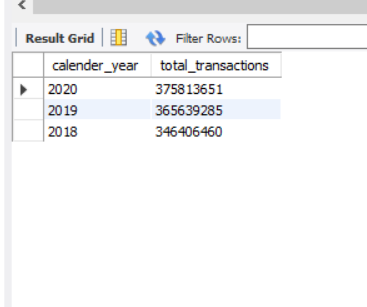 Result Grid Filter Rows:
calender_year total_transactions
2020 375813651
2019 365639285
2018 346406460